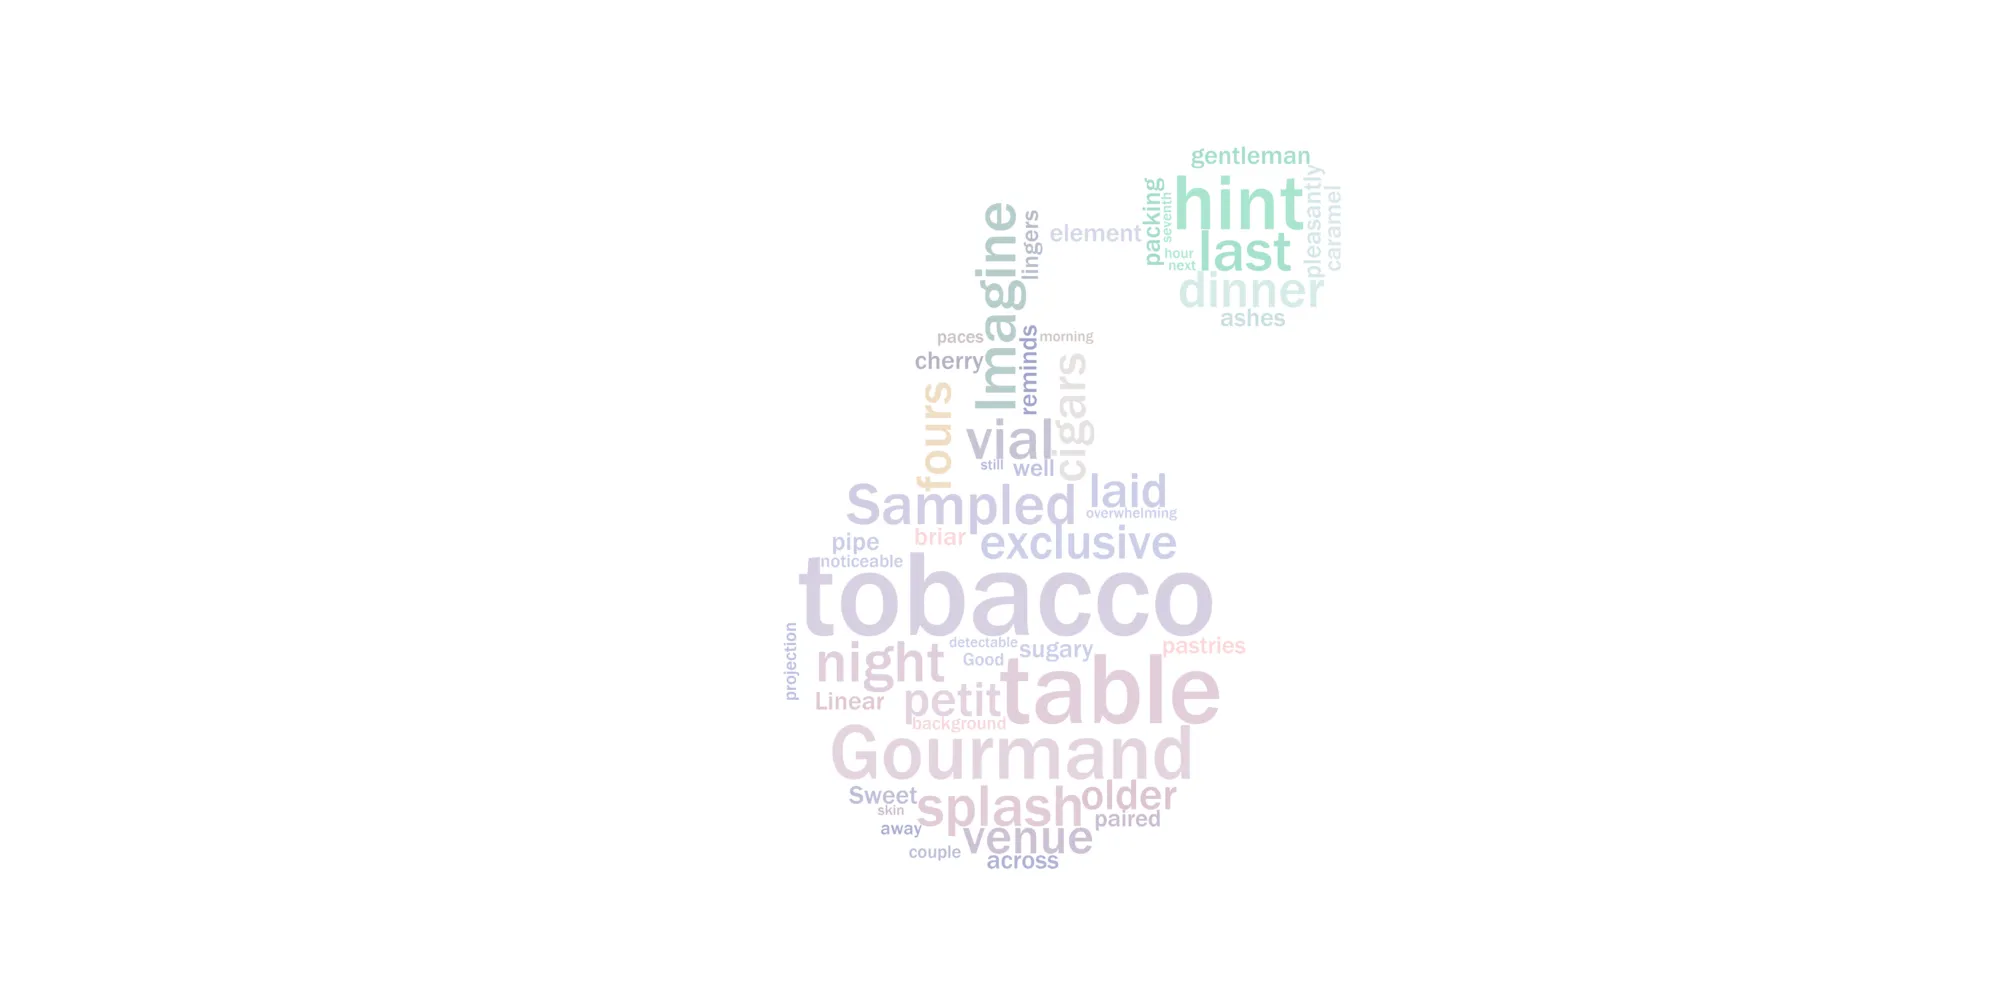 gentleman
hint
packing
seventh
pleasantly
caramel
last
hour
next
dinner
ashes
element
Imagine
lingers
paces
morning
cherry
reminds
cigars
fours
vial
still
well
Sampled
laid
overwhelming
pipe
briar
exclusive
noticeable
tobacco
projection
detectable
sugary
pastries
night
Good
table
Linear
petit
background
Gourmand
Sweet
splash
older
skin
paired
away
venue
couple
across